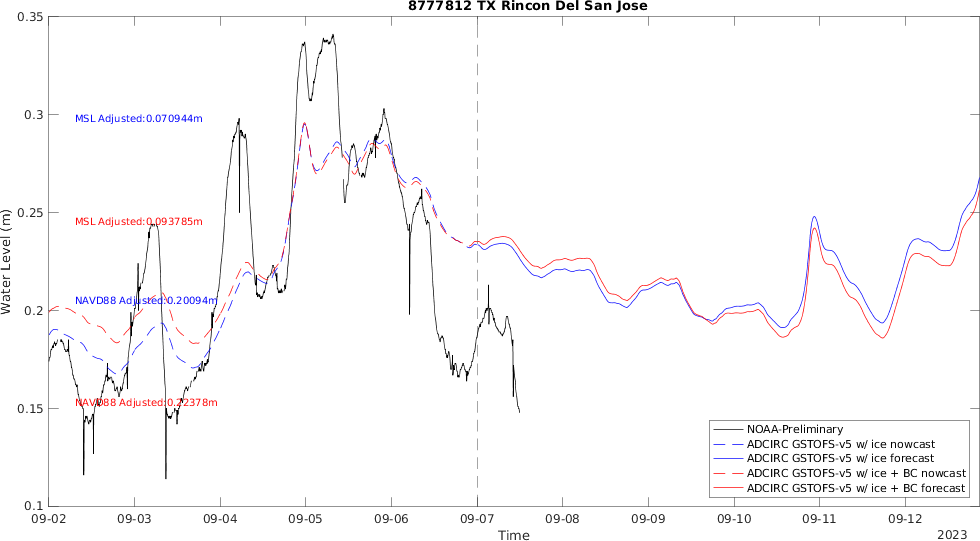 8777812 TX Rincon Del San Jose
0.35
0.3
0.25
0.2
0.15
0.1
Water Level (m)
MSL Adjusted:0.070944m
MSL Adjusted:0.093785m
NAVD88 Adjusted:0.20094m
NAVD88 Adjusted:0.22378m
NOAA-Preliminary
ADCIRC GSTOFS-v5 w/ ice nowcast
ADCIRC GSTOFS-v5 w/ ice forecast
ADCIRC GSTOFS-v5 w/ ice + BC nowcast
ADCIRC GSTOFS-v5 w/ ice + BC forecast
09-02 09-03 09-04 09-05 09-06 09-07 09-08 09-09 09-10 09-11 09-12
Time
2023